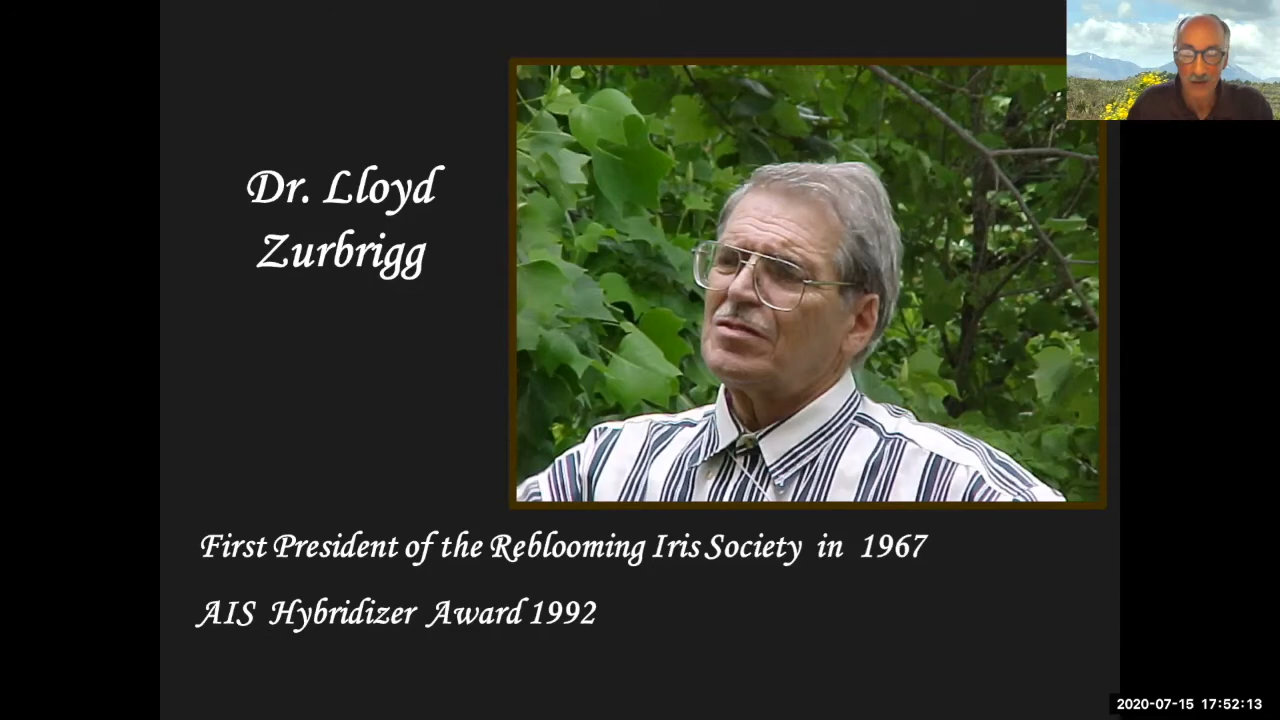 Dr. Lloyd
Zurbrigg
First President of the Reblooming Iris Society in 1967
AIS Hybridizer Award 1992
2020-07-15 17:52:13